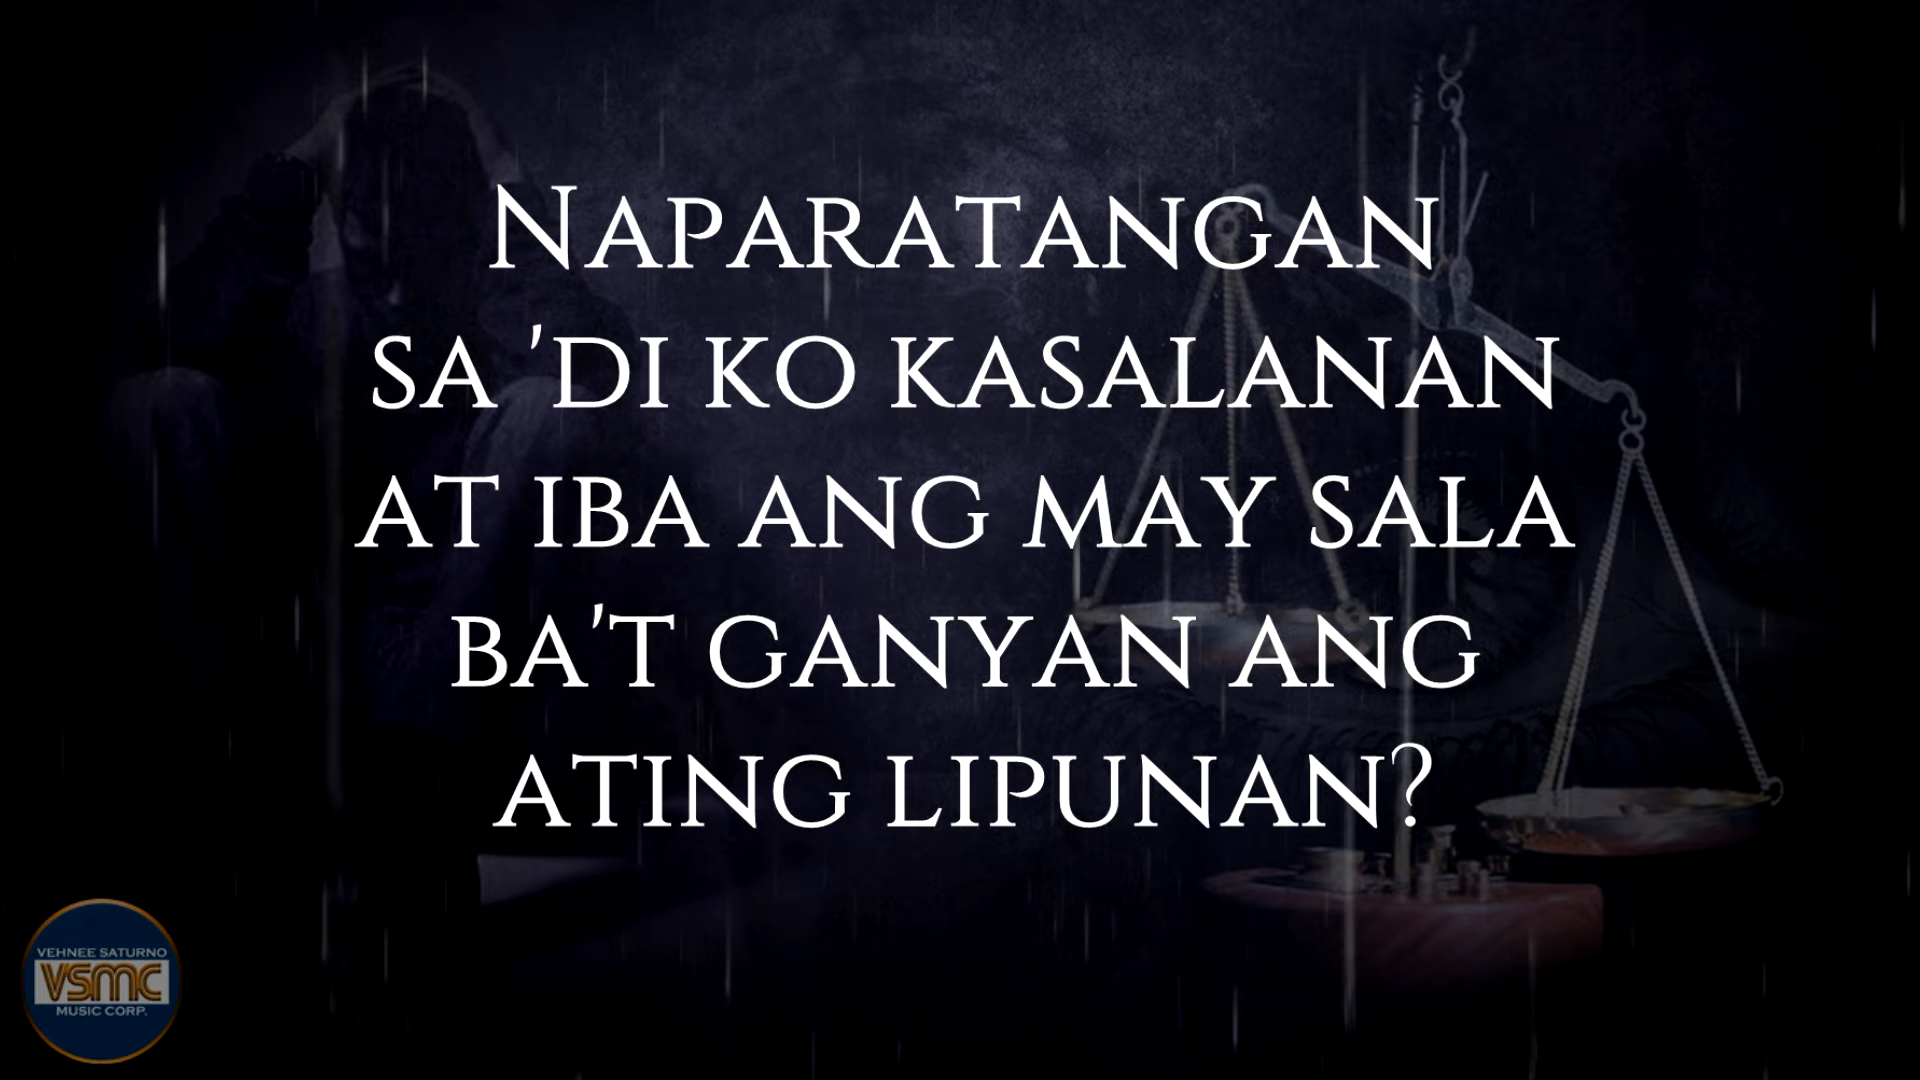 Naparatangan
sa 'di ko kasalanan
at iba ang may sala
ba't ganyan ang
ating lipunan?
VEHNEE SATURNO
VSMC
MUSIC CORP.